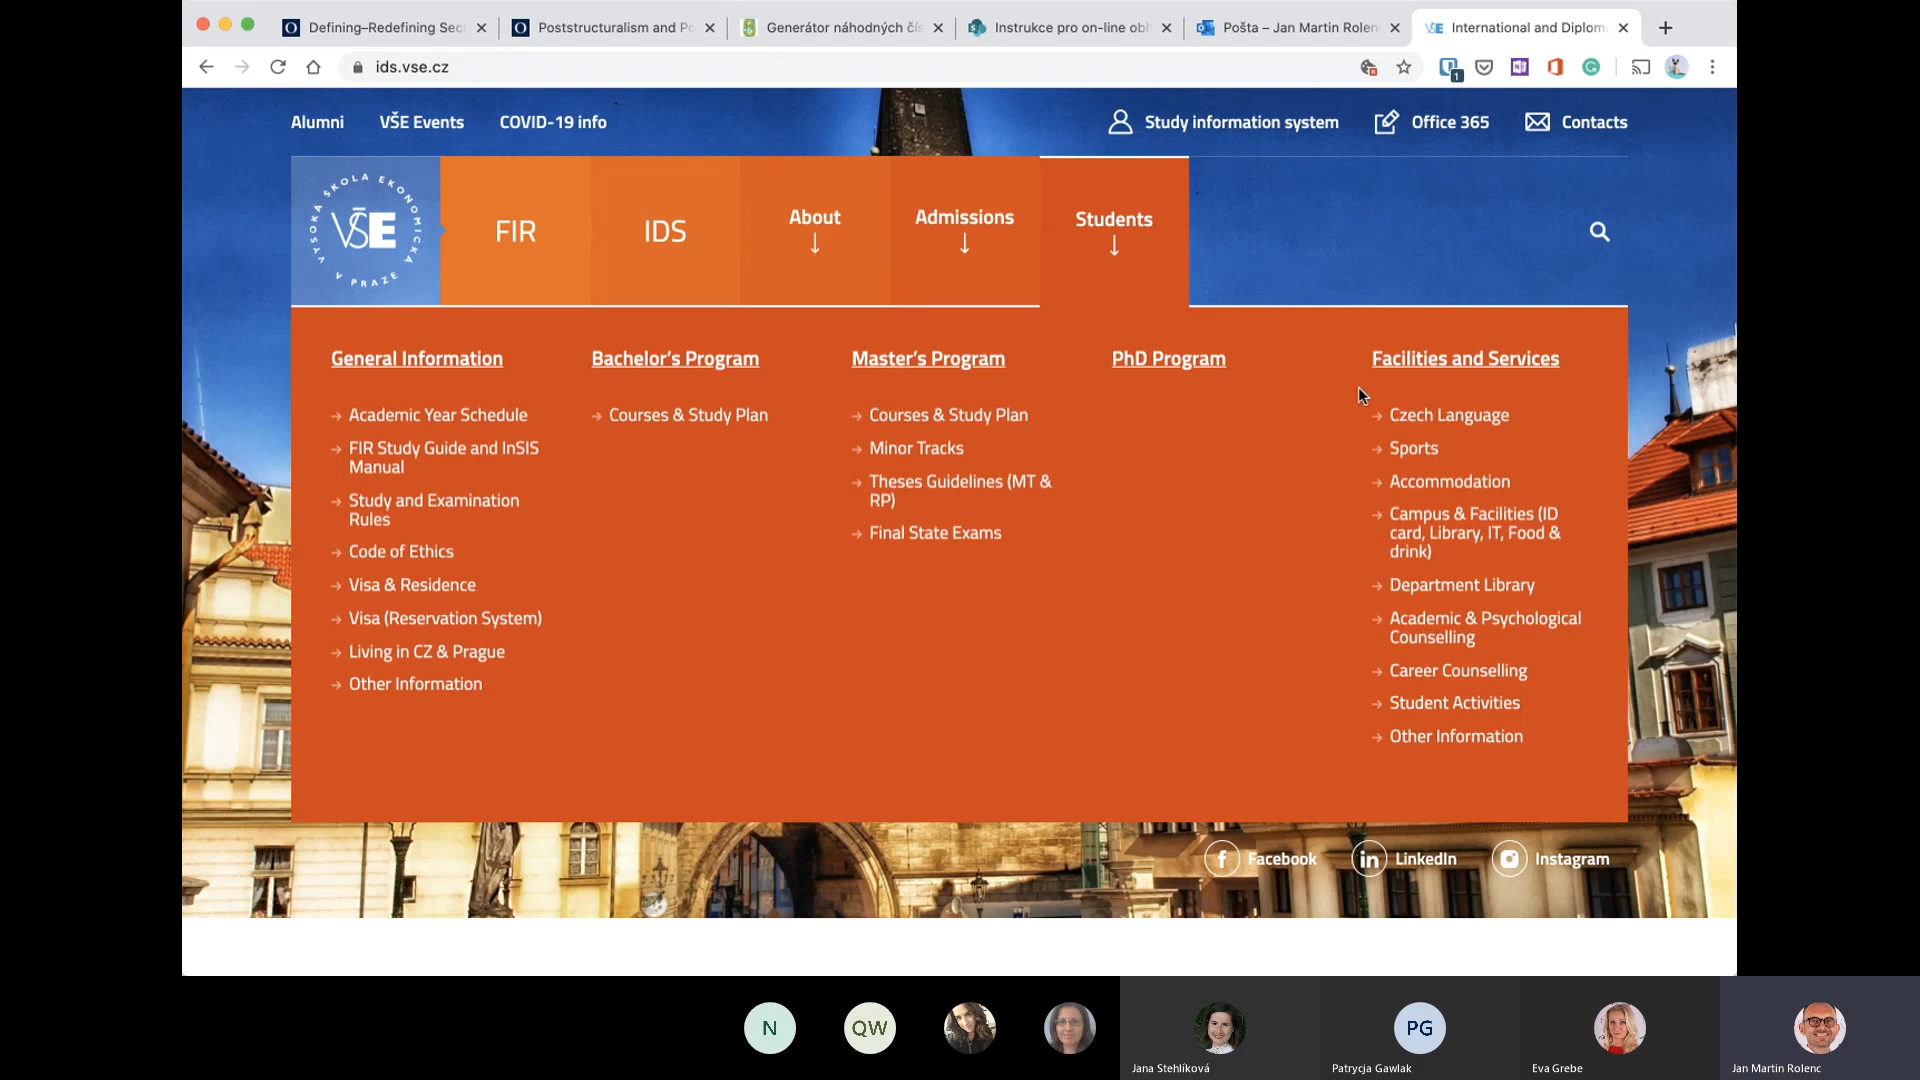 Defining–Redefining Sec
Poststructuralism and Po
Generátor náhodných čís
Instrukce pro on-line obh
Pošta – Jan Martin Rolen
International and Diplom
ids.vse.cz
1
Alumni
VŠE Events
COVID-19 info
Study information system
Office 365
Contacts
VYSOKÁ ŠKOLA EKONOMICKÁ V PRAZE
VŠE
FIR
IDS
About
Admissions
Students
General Information
Academic Year Schedule
FIR Study Guide and InSIS
Manual
Study and Examination
Rules
Code of Ethics
Visa & Residence
Visa (Reservation System)
Living in CZ & Prague
Other Information
Bachelor's Program
Courses & Study Plan
Master's Program
Courses & Study Plan
Minor Tracks
Theses Guidelines (MT &
RP)
Final State Exams
PhD Program
Facilities and Services
Czech Language
Sports
Accommodation
Campus & Facilities (ID
card, Library, IT, Food &
drink)
Department Library
Academic & Psychological
Counselling
Career Counselling
Student Activities
Other Information
Facebook
LinkedIn
Instagram
N
QW
PG
Jana Stehlíková
Patrycja Gawlak
Eva Grebe
Jan Martin Rolenc